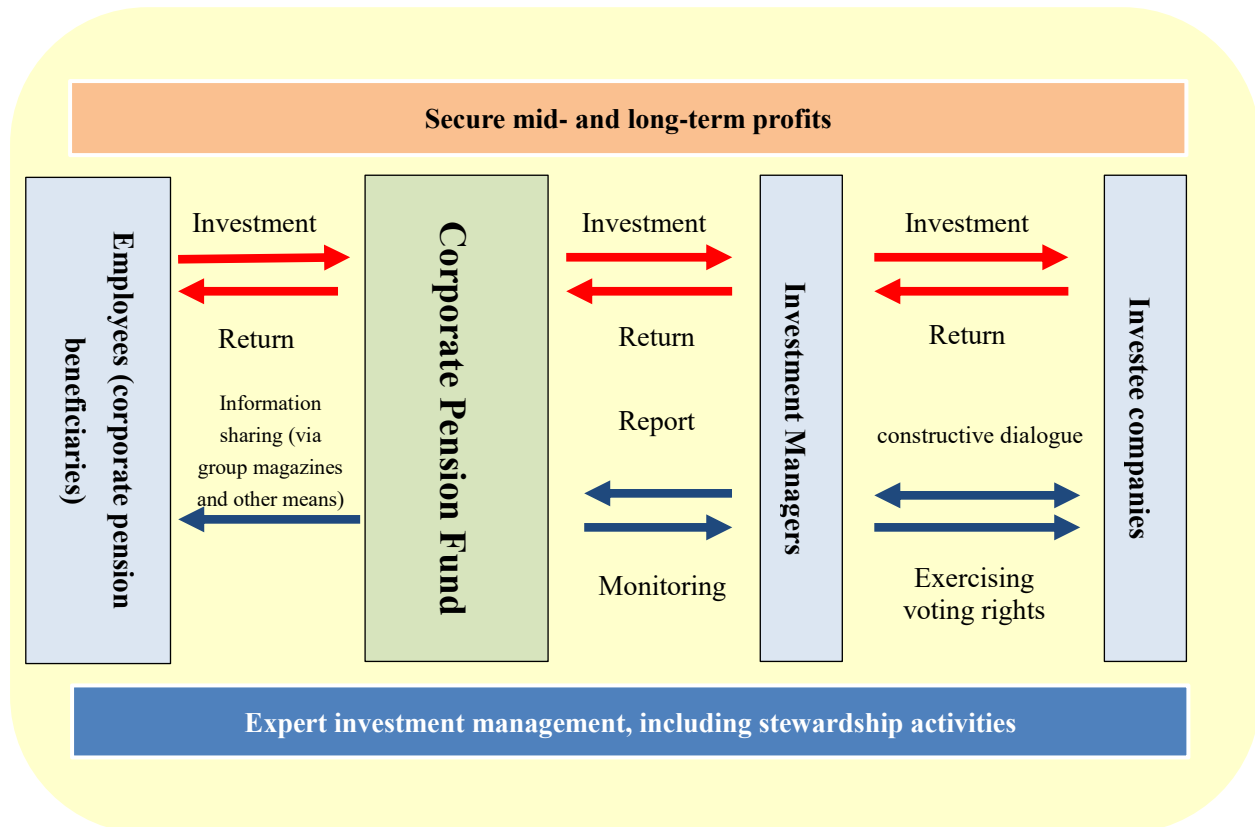 Secure mid- and long-term profits
Employees (corporate pension
beneficiaries)
Investment
Return
Information
sharing (via
group magazines
and other means)
Corporate Pension Fund
Investment
Return
Report
Monitoring
Investment Managers
Investment
Return
constructive dialogue
Exercising
voting rights
Investee companies
Expert investment management, including stewardship activities